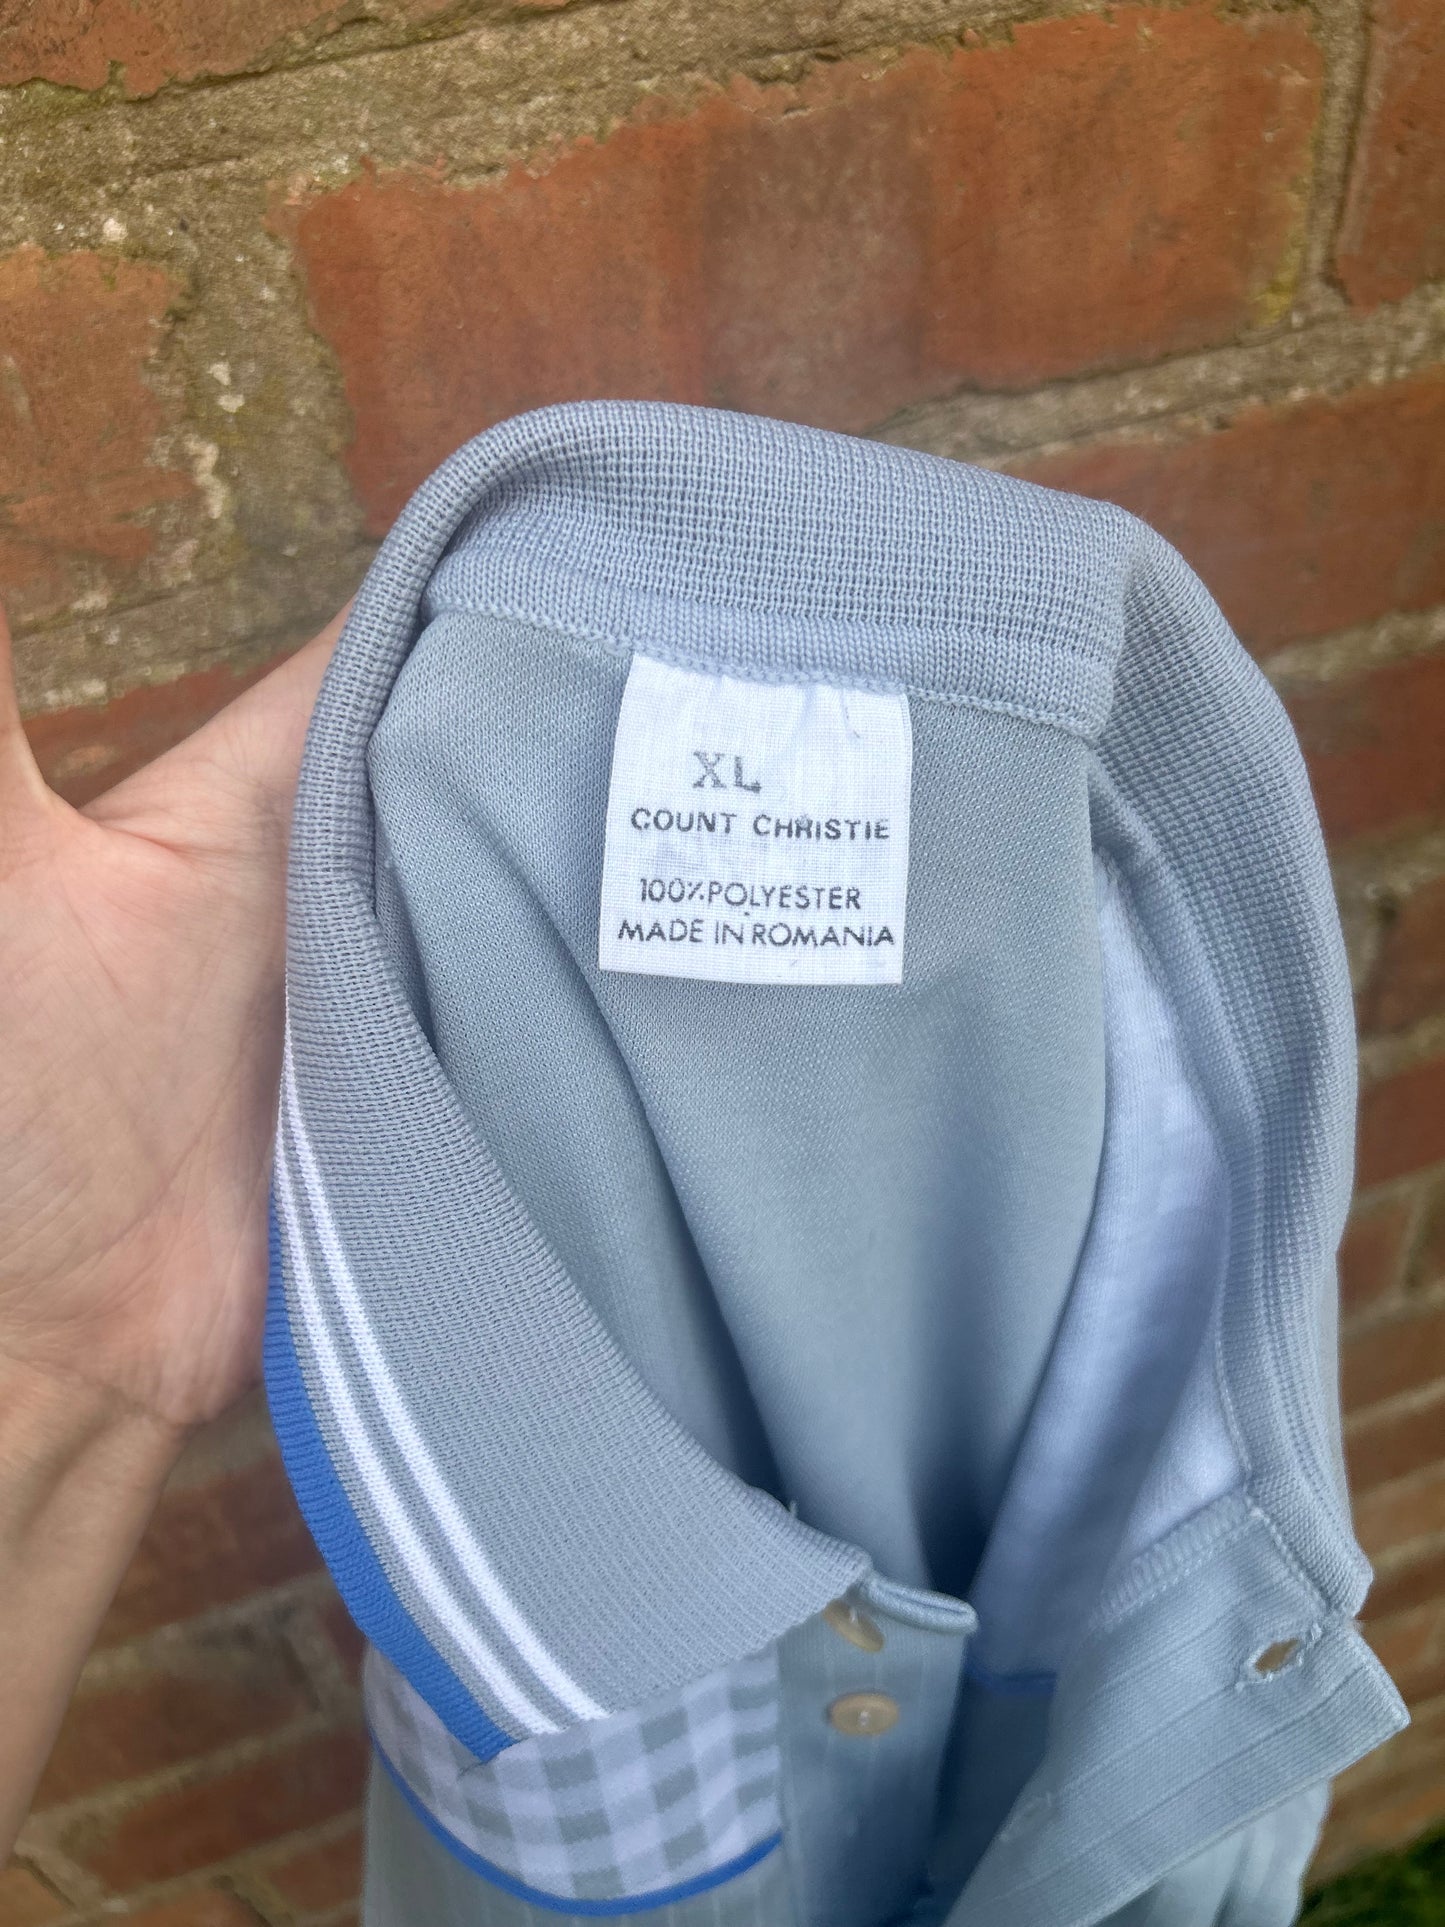 XL
COUNT CHRISTIE
100% POLYESTER
MADE IN ROMANIA